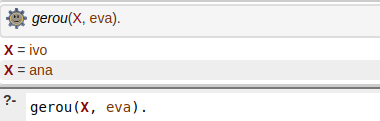 gerou(X, eva).
X = ivo
X = ana
?- gerou(X, eva).